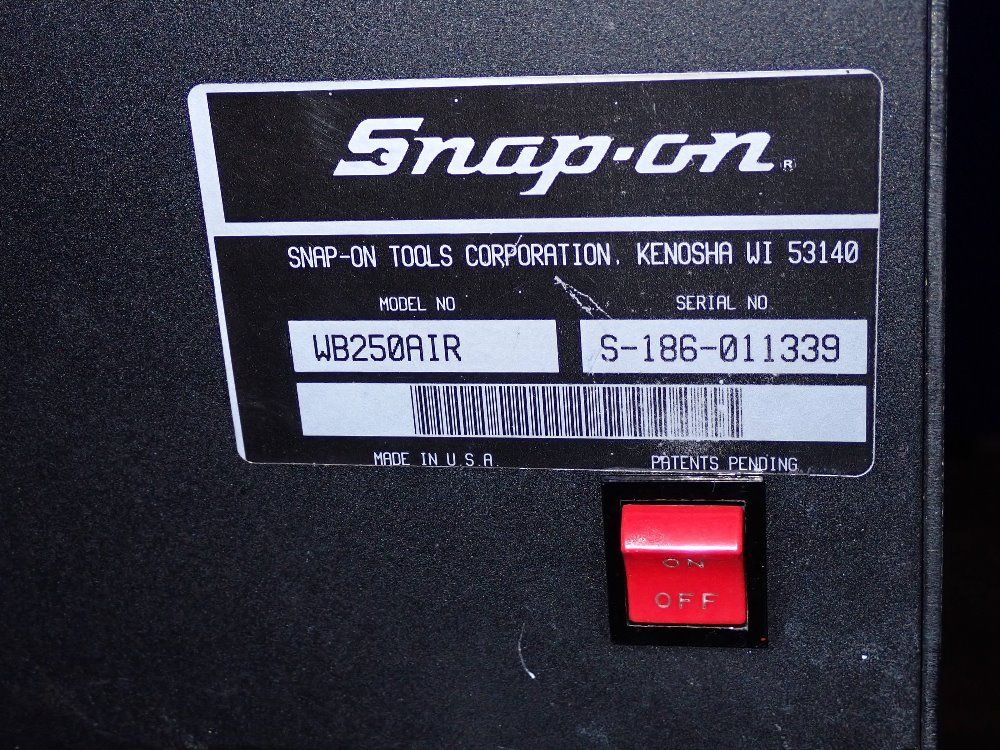 Snap-on®
SNAP-ON TOOLS CORPORATION, KENOSHA WI 53140
MODEL NO SERIAL NO
WB250AIR S-186-011339
MADE IN U S A PATENTS PENDING
ON
OFF